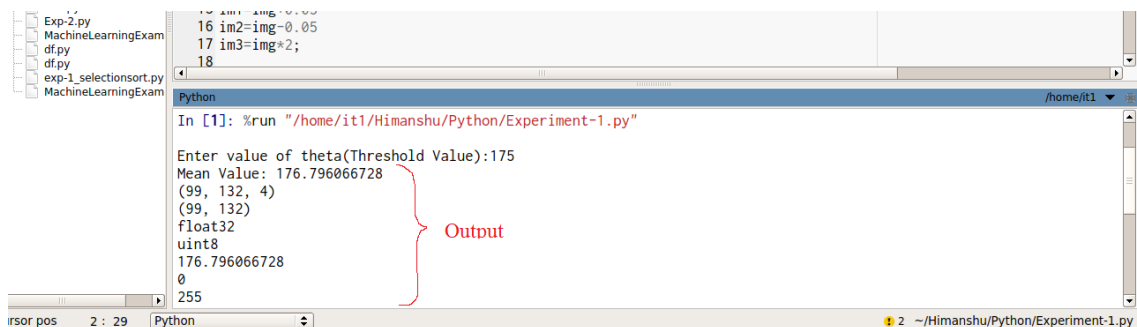 Exp-2.py
MachineLearningExam
df.py
df.py
exp-1_selectionsort.py
MachineLearningExam
16 im2=img-0.05
17 im3=img*2;
18
Python /home/it1
In [1]: %run "/home/it1/Himanshu/Python/Experiment-1.py"
Enter value of theta(Threshold Value):175
Mean Value: 176.796066728
(99, 132, 4)
(99, 132)
float32
Output
uint8
176.796066728
0
255
ursor pos 2 : 29 Python 2 ~/Himanshu/Python/Experiment-1.py